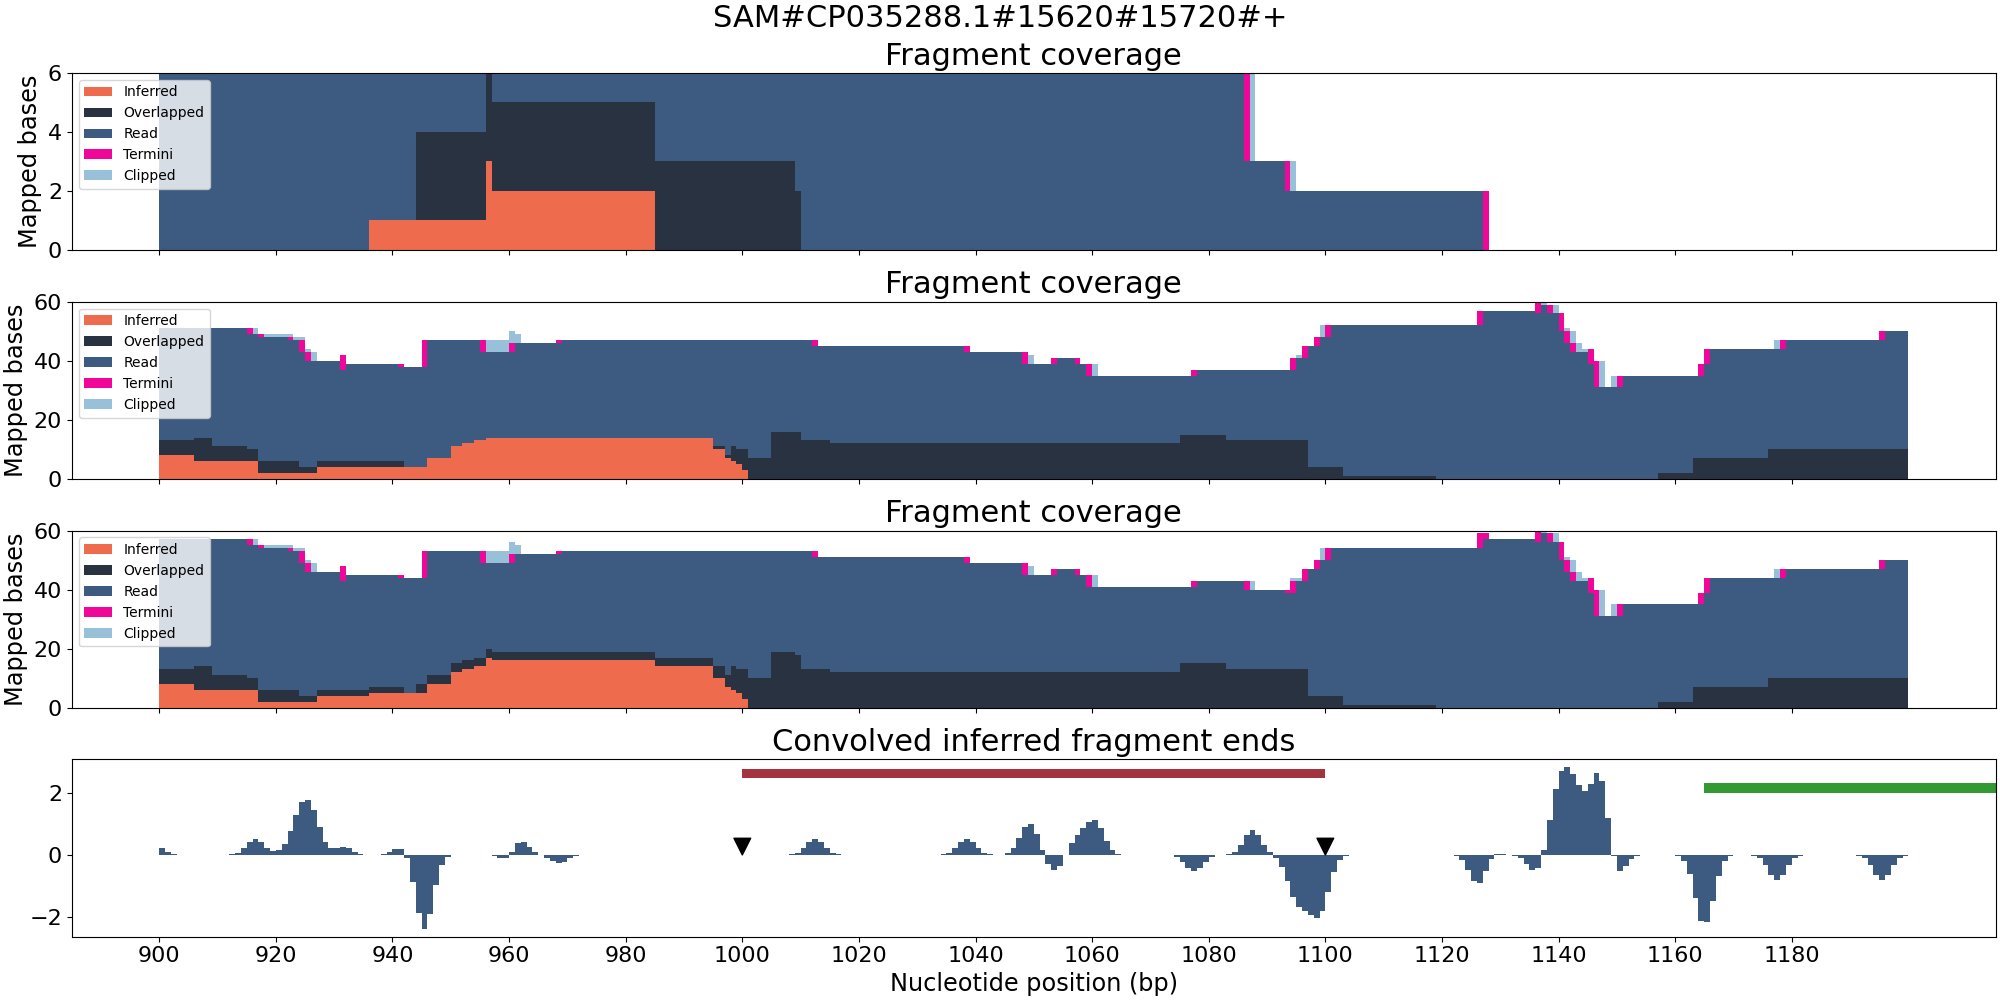 SAM#CP035288.1#15620#15720#+
Fragment coverage
Mapped bases
6
4
2
0
Inferred
Overlapped
Read
Termini
Clipped
Fragment coverage
Mapped bases
60
40
20
0
Inferred
Overlapped
Read
Termini
Clipped
Fragment coverage
Mapped bases
60
40
20
0
Inferred
Overlapped
Read
Termini
Clipped
Convolved inferred fragment ends
2
0
−2
900 920 940 960 980 1000 1020 1040 1060 1080 1100 1120 1140 1160 1180
Nucleotide position (bp)